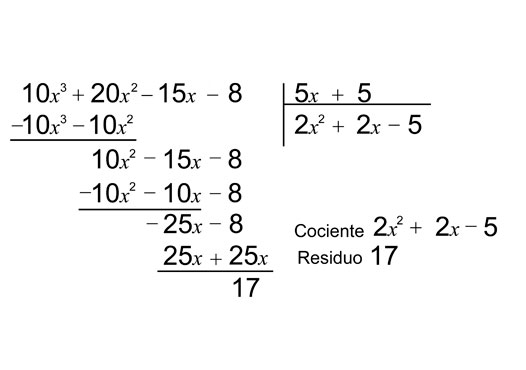 10x³ + 20x² – 15x – 8 | 5x + 5
–10x³ – 10x² | 2x² + 2x – 5
10x² – 15x – 8
–10x² – 10x – 8
– 25x – 8
25x + 25x
17
Cociente 2x² + 2x – 5
Residuo 17